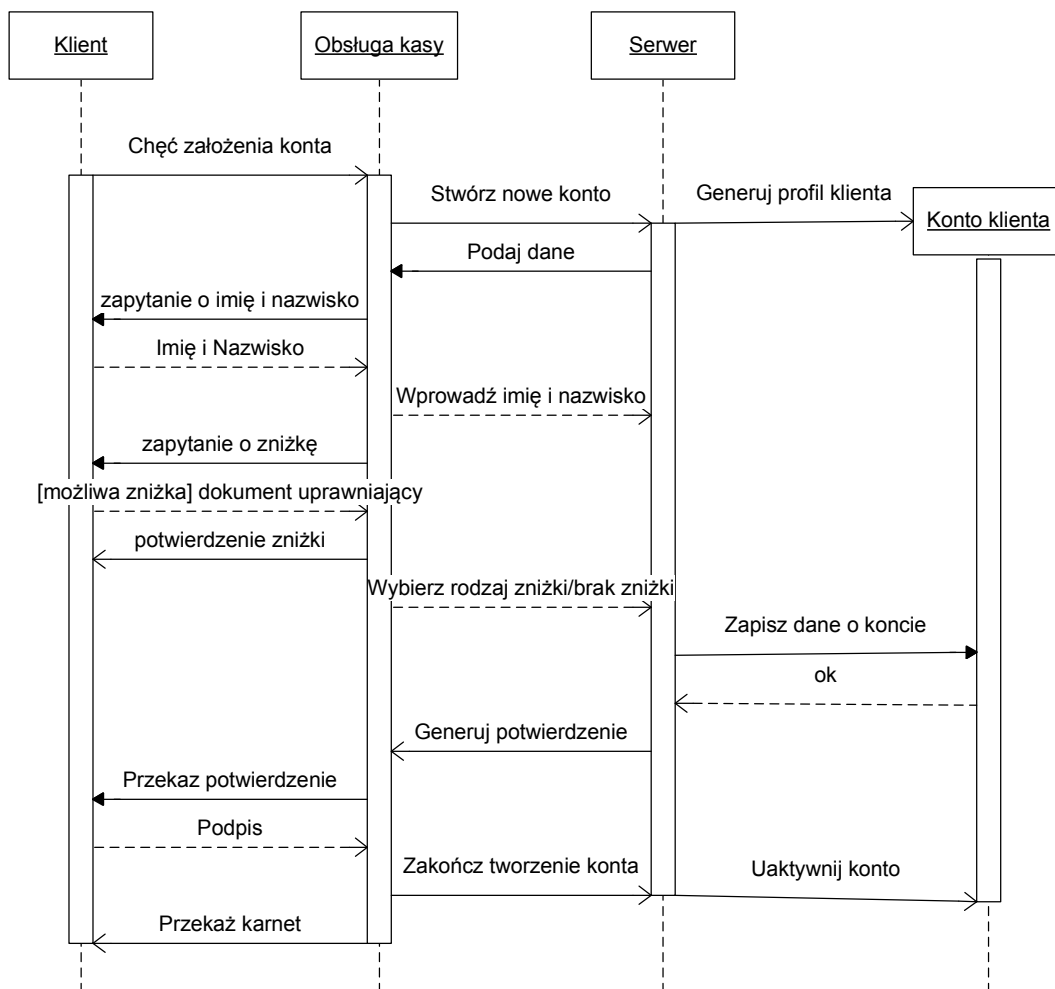 Klient
Obsługa kasy
Serwer
Chęć założenia konta
Stwórz nowe konto
Generuj profil klienta
Konto klienta
Podaj dane
zapytanie o imię i nazwisko
Imię i Nazwisko
Wprowadź imię i nazwisko
zapytanie o zniżkę
[możliwa zniżka] dokument uprawniający
potwierdzenie zniżki
Wybierz rodzaj zniżki/brak zniżki
Zapisz dane o koncie
ok
Generuj potwierdzenie
Przekaz potwierdzenie
Podpis
Zakończ tworzenie konta
Uaktywnij konto
Przekaż karnet